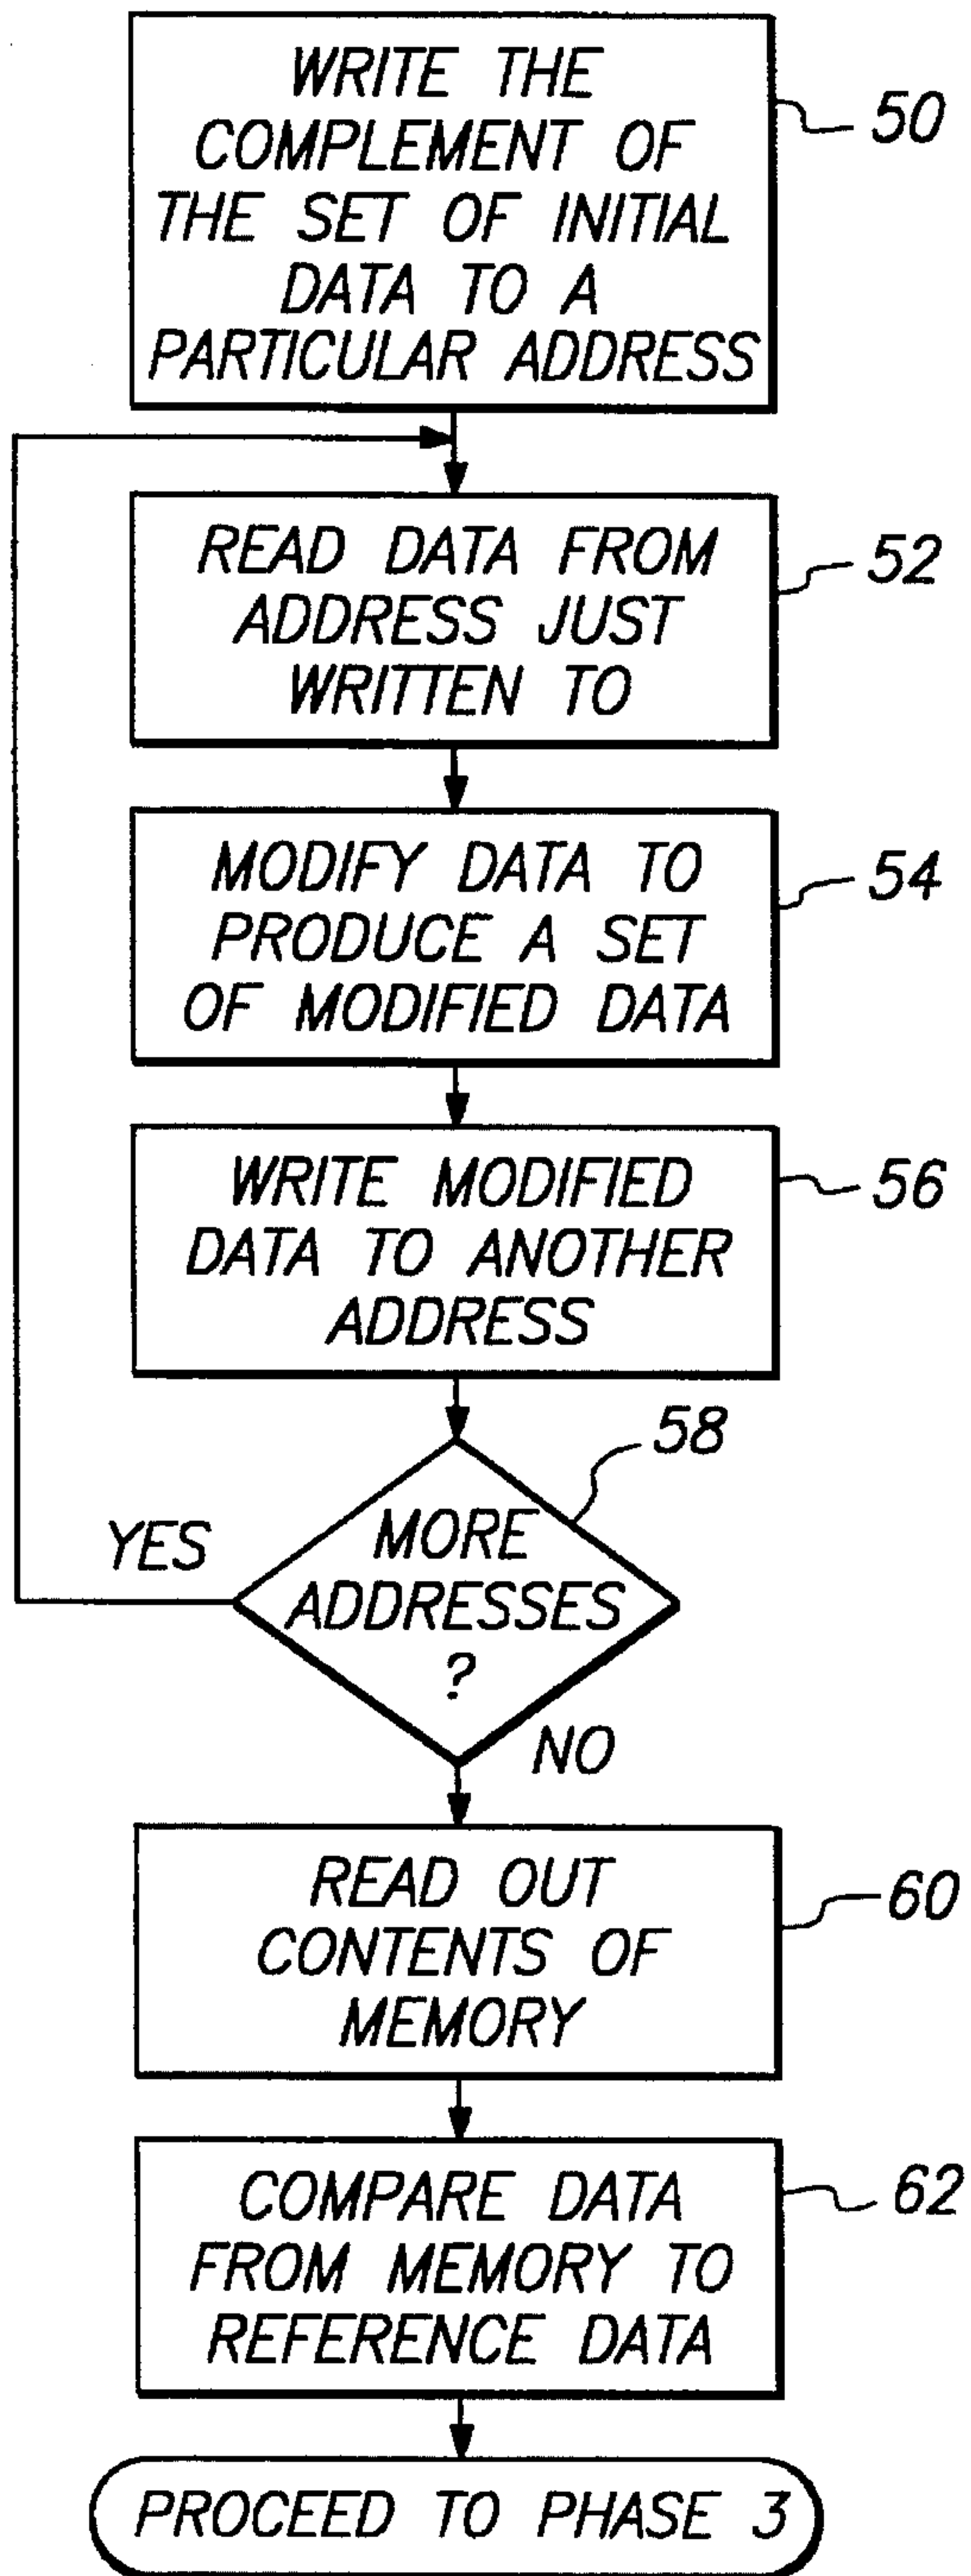 WRITE THE
COMPLEMENT OF
THE SET OF INITIAL
DATA TO A
PARTICULAR ADDRESS
50
READ DATA FROM
ADDRESS JUST
WRITTEN TO
52
MODIFY DATA TO
PRODUCE A SET
OF MODIFIED DATA
54
WRITE MODIFIED
DATA TO ANOTHER
ADDRESS
56
MORE
ADDRESSES
?
58
YES
NO
READ OUT
CONTENTS OF
MEMORY
60
COMPARE DATA
FROM MEMORY TO
REFERENCE DATA
62
PROCEED TO PHASE 3